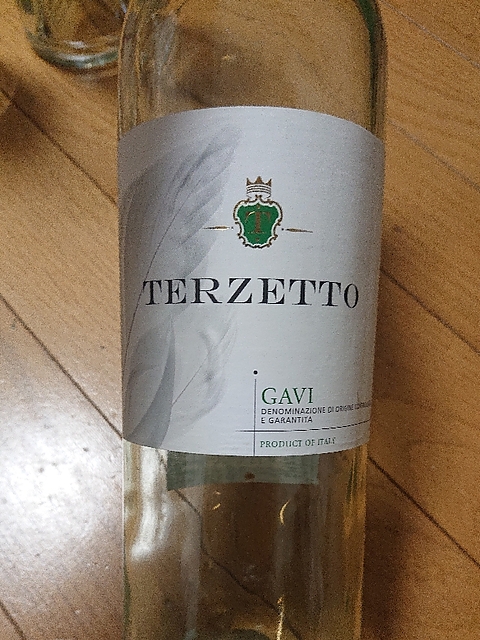 T
TERZETTO
GAVI
DENOMINAZIONE DI ORIGINE
E GARANTITA
PRODUCT OF ITALY